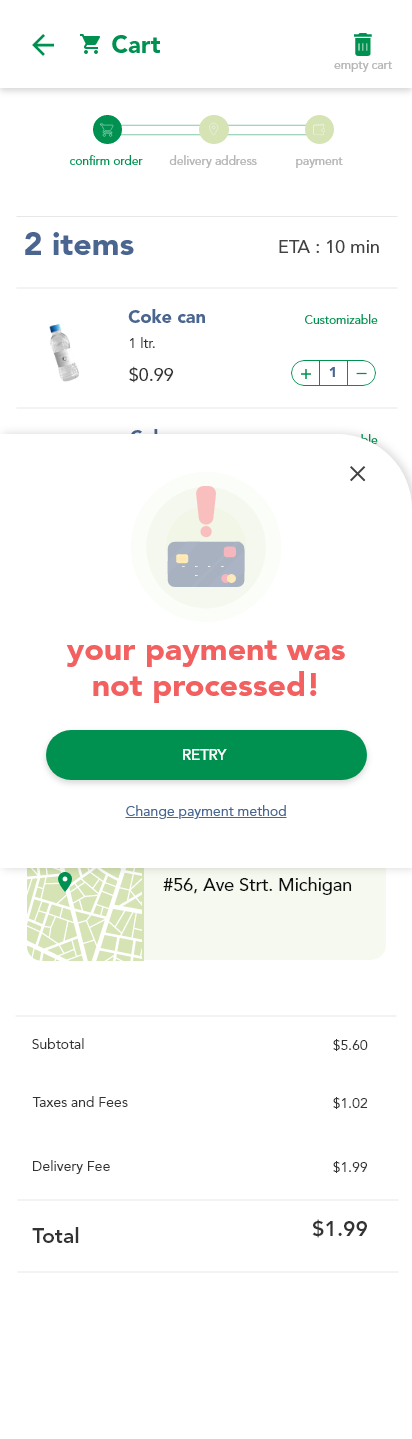 Cart
empty cart
confirm order
delivery address
payment
2 items
ETA : 10 min
Coke can
Customizable
1 ltr.
$0.99
+ 1 −
your payment was
not processed!
RETRY
Change payment method
#56, Ave Strt. Michigan
Subtotal
$5.60
Taxes and Fees
$1.02
Delivery Fee
$1.99
Total
$1.99